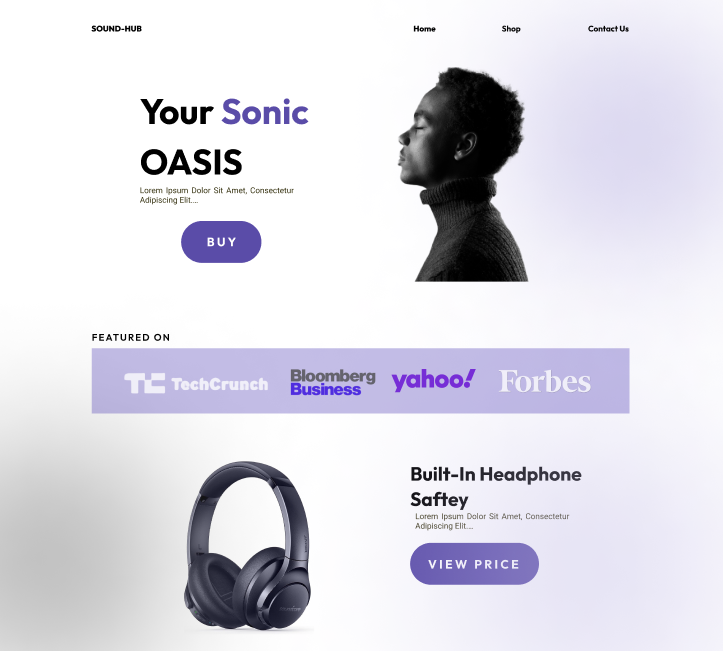 SOUND-HUB Home Shop Contact Us
Your Sonic
OASIS
Lorem Ipsum Dolor Sit Amet, Consectetur
Adipiscing Elit....
BUY
FEATURED ON
TC TechCrunch
Bloomberg
Business
yahoo!
Forbes
Built-In Headphone
Saftey
Lorem Ipsum Dolor Sit Amet, Consectetur
Adipiscing Elit....
VIEW PRICE